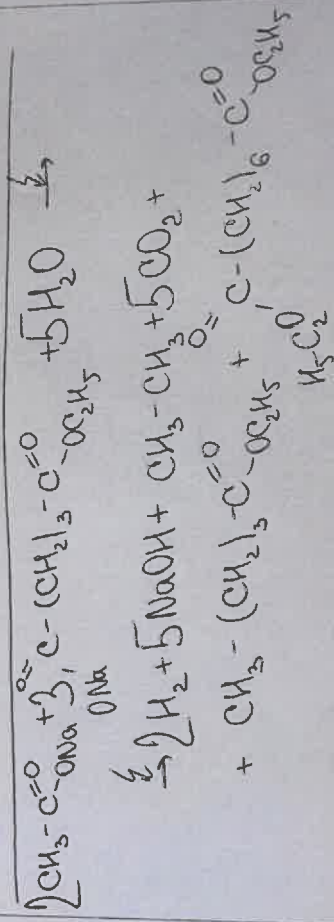 2CH₃-C(=O)-ONa + 3 C(=O)(ONa)-(CH₂)₃-C(=O)-OC₂H₅ + 5H₂O →
→ 2H₂ + 5NaOH + CH₃-CH₃ + 5CO₂ +
+ CH₃-(CH₂)₃-C(=O)-OC₂H₅ + C(=O)(H₅C₂O)-(CH₂)₆-C(=O)-OC₂H₅